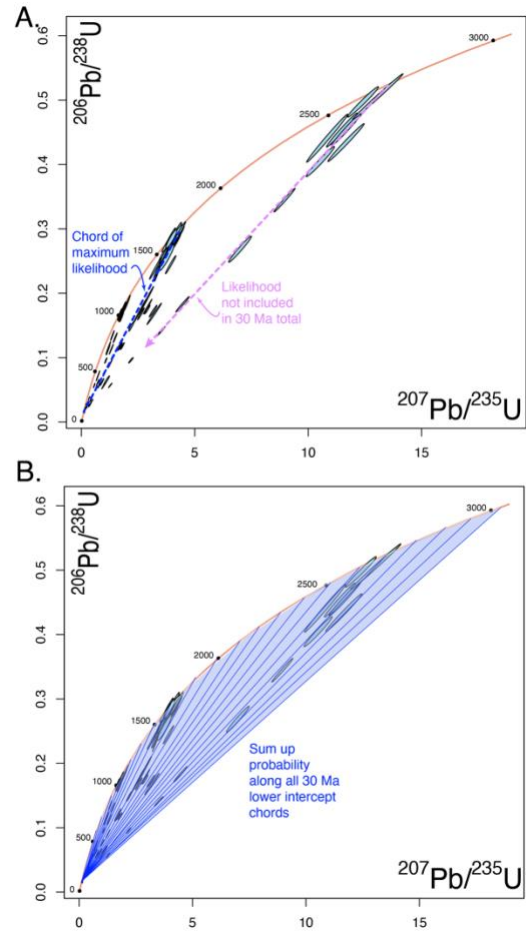 A.
206Pb/238U
0.6
0.5
0.4
0.3
0.2
0.1
0.0
3000
2500
2000
1500
1000
500
0
Chord of
maximum
likelihood
Likelihood
not included
in 30 Ma total
207Pb/235U
0
5
10
15
B.
206Pb/238U
0.6
0.5
0.4
0.3
0.2
0.1
0.0
3000
2500
2000
1500
1000
500
0
Sum up
probability
along all 30 Ma
lower intercept
chords
207Pb/235U
0
5
10
15